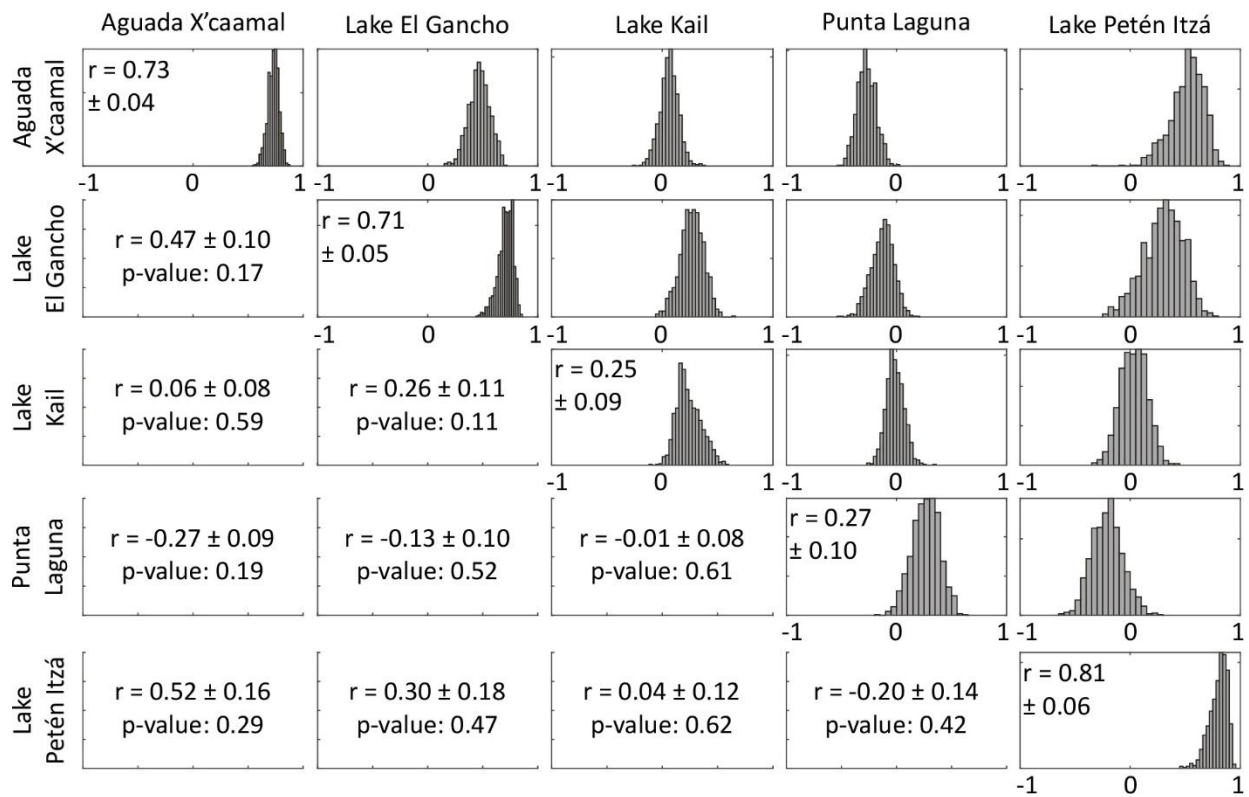 Aguada X'caamal
Lake El Gancho
Lake Kail
Punta Laguna
Lake Petén Itzá
Aguada
X'caamal
r = 0.73
± 0.04
-1 0 1
-1 0 1
-1 0 1
-1 0 1
-1 0 1
Lake
El Gancho
r = 0.47 ± 0.10
p-value: 0.17
r = 0.71
± 0.05
-1 0 1
-1 0 1
-1 0 1
-1 0 1
Lake
Kail
r = 0.06 ± 0.08
p-value: 0.59
r = 0.26 ± 0.11
p-value: 0.11
r = 0.25
± 0.09
-1 0 1
-1 0 1
-1 0 1
Punta
Laguna
r = -0.27 ± 0.09
p-value: 0.19
r = -0.13 ± 0.10
p-value: 0.52
r = -0.01 ± 0.08
p-value: 0.61
r = 0.27
± 0.10
-1 0 1
-1 0 1
Lake
Petén Itzá
r = 0.52 ± 0.16
p-value: 0.29
r = 0.30 ± 0.18
p-value: 0.47
r = 0.04 ± 0.12
p-value: 0.62
r = -0.20 ± 0.14
p-value: 0.42
r = 0.81
± 0.06
-1 0 1